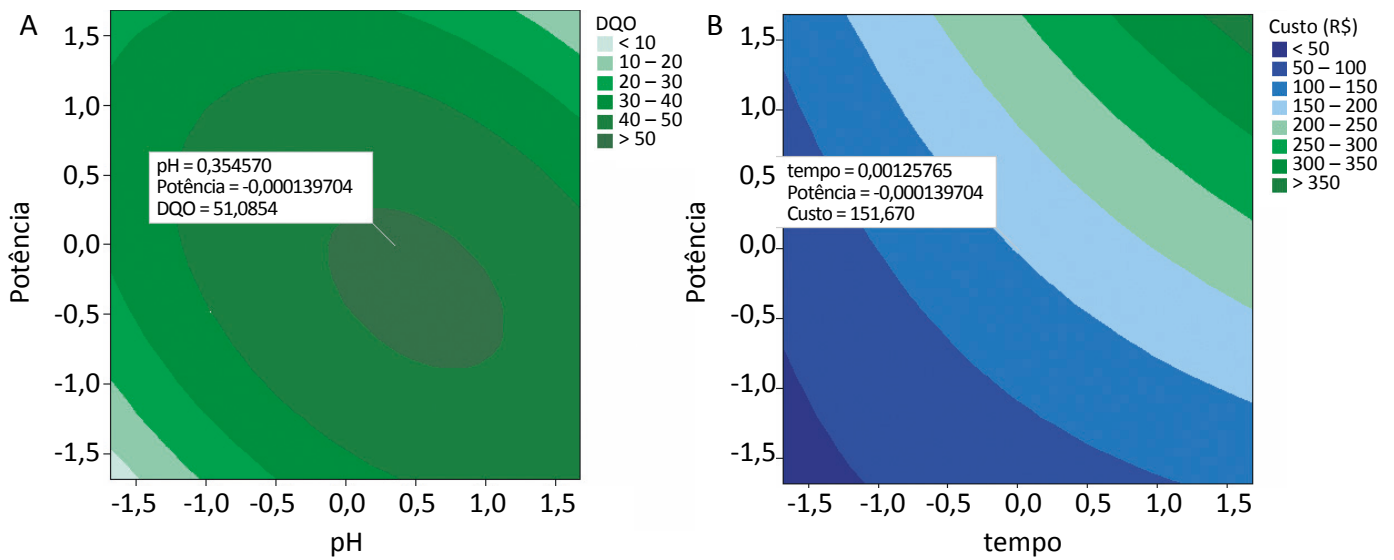 A
DQO
< 10
10 – 20
20 – 30
30 – 40
40 – 50
> 50
pH = 0,354570
Potência = -0,000139704
DQO = 51,0854
Potência
1,5
1,0
0,5
0,0
-0,5
-1,0
-1,5
-1,5 -1,0 -0,5 0,0 0,5 1,0 1,5
pH
B
Custo (R$)
< 50
50 – 100
100 – 150
150 – 200
200 – 250
250 – 300
300 – 350
> 350
tempo = 0,00125765
Potência = -0,000139704
Custo = 151,670
Potência
1,5
1,0
0,5
0,0
-0,5
-1,0
-1,5
-1,5 -1,0 -0,5 0,0 0,5 1,0 1,5
tempo